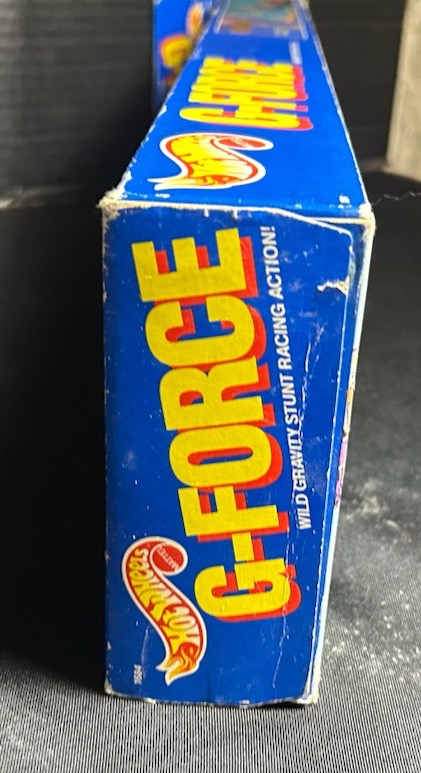 G-FORCE
HOT WHEELS
G-FORCE
WILD GRAVITY STUNT RACING ACTION!
HOT WHEELS
MATTEL